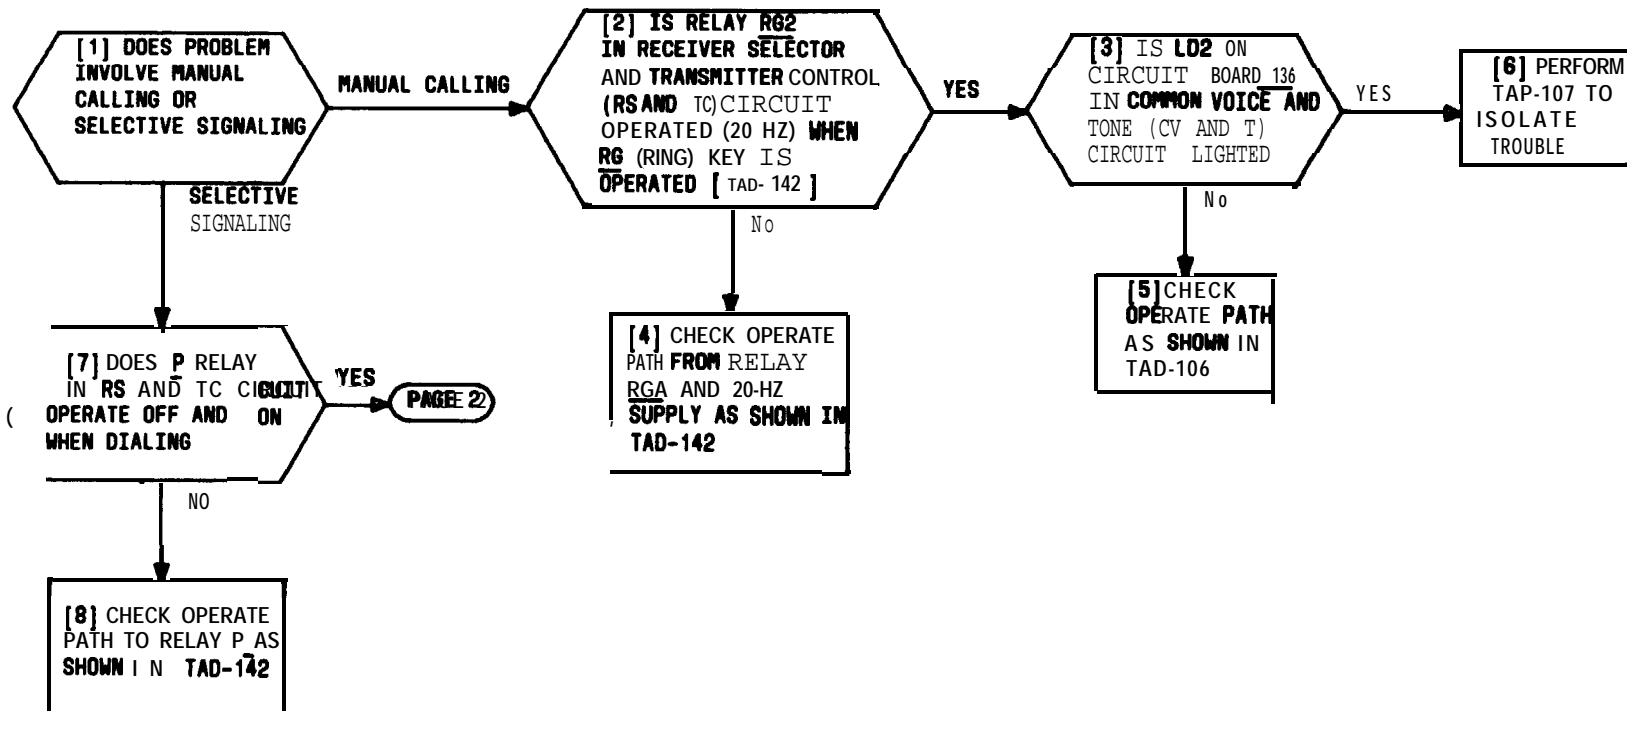 [1] DOES PROBLEM
INVOLVE MANUAL
CALLING OR
SELECTIVE SIGNALING
MANUAL CALLING
[2] IS RELAY RG2
IN RECEIVER SELECTOR
AND TRANSMITTER CONTROL
(RS AND TC) CIRCUIT
OPERATED (20 HZ) WHEN
RG (RING) KEY IS
OPERATED [TAD-142]
YES
[3] IS LD2 ON
CIRCUIT BOARD 136
IN COMMON VOICE AND
TONE (CV AND T)
CIRCUIT LIGHTED
YES
[6] PERFORM
TAP-107 TO
ISOLATE
TROUBLE
SELECTIVE
SIGNALING
No
No
[7] DOES P RELAY
IN RS AND TC CIRCUIT
OPERATE OFF AND ON
WHEN DIALING
YES
PAGE 2
[4] CHECK OPERATE
PATH FROM RELAY
RGA AND 20-HZ
SUPPLY AS SHOWN IN
TAD-142
[5] CHECK
OPERATE PATH
AS SHOWN IN
TAD-106
NO
[8] CHECK OPERATE
PATH TO RELAY P AS
SHOWN IN TAD-142